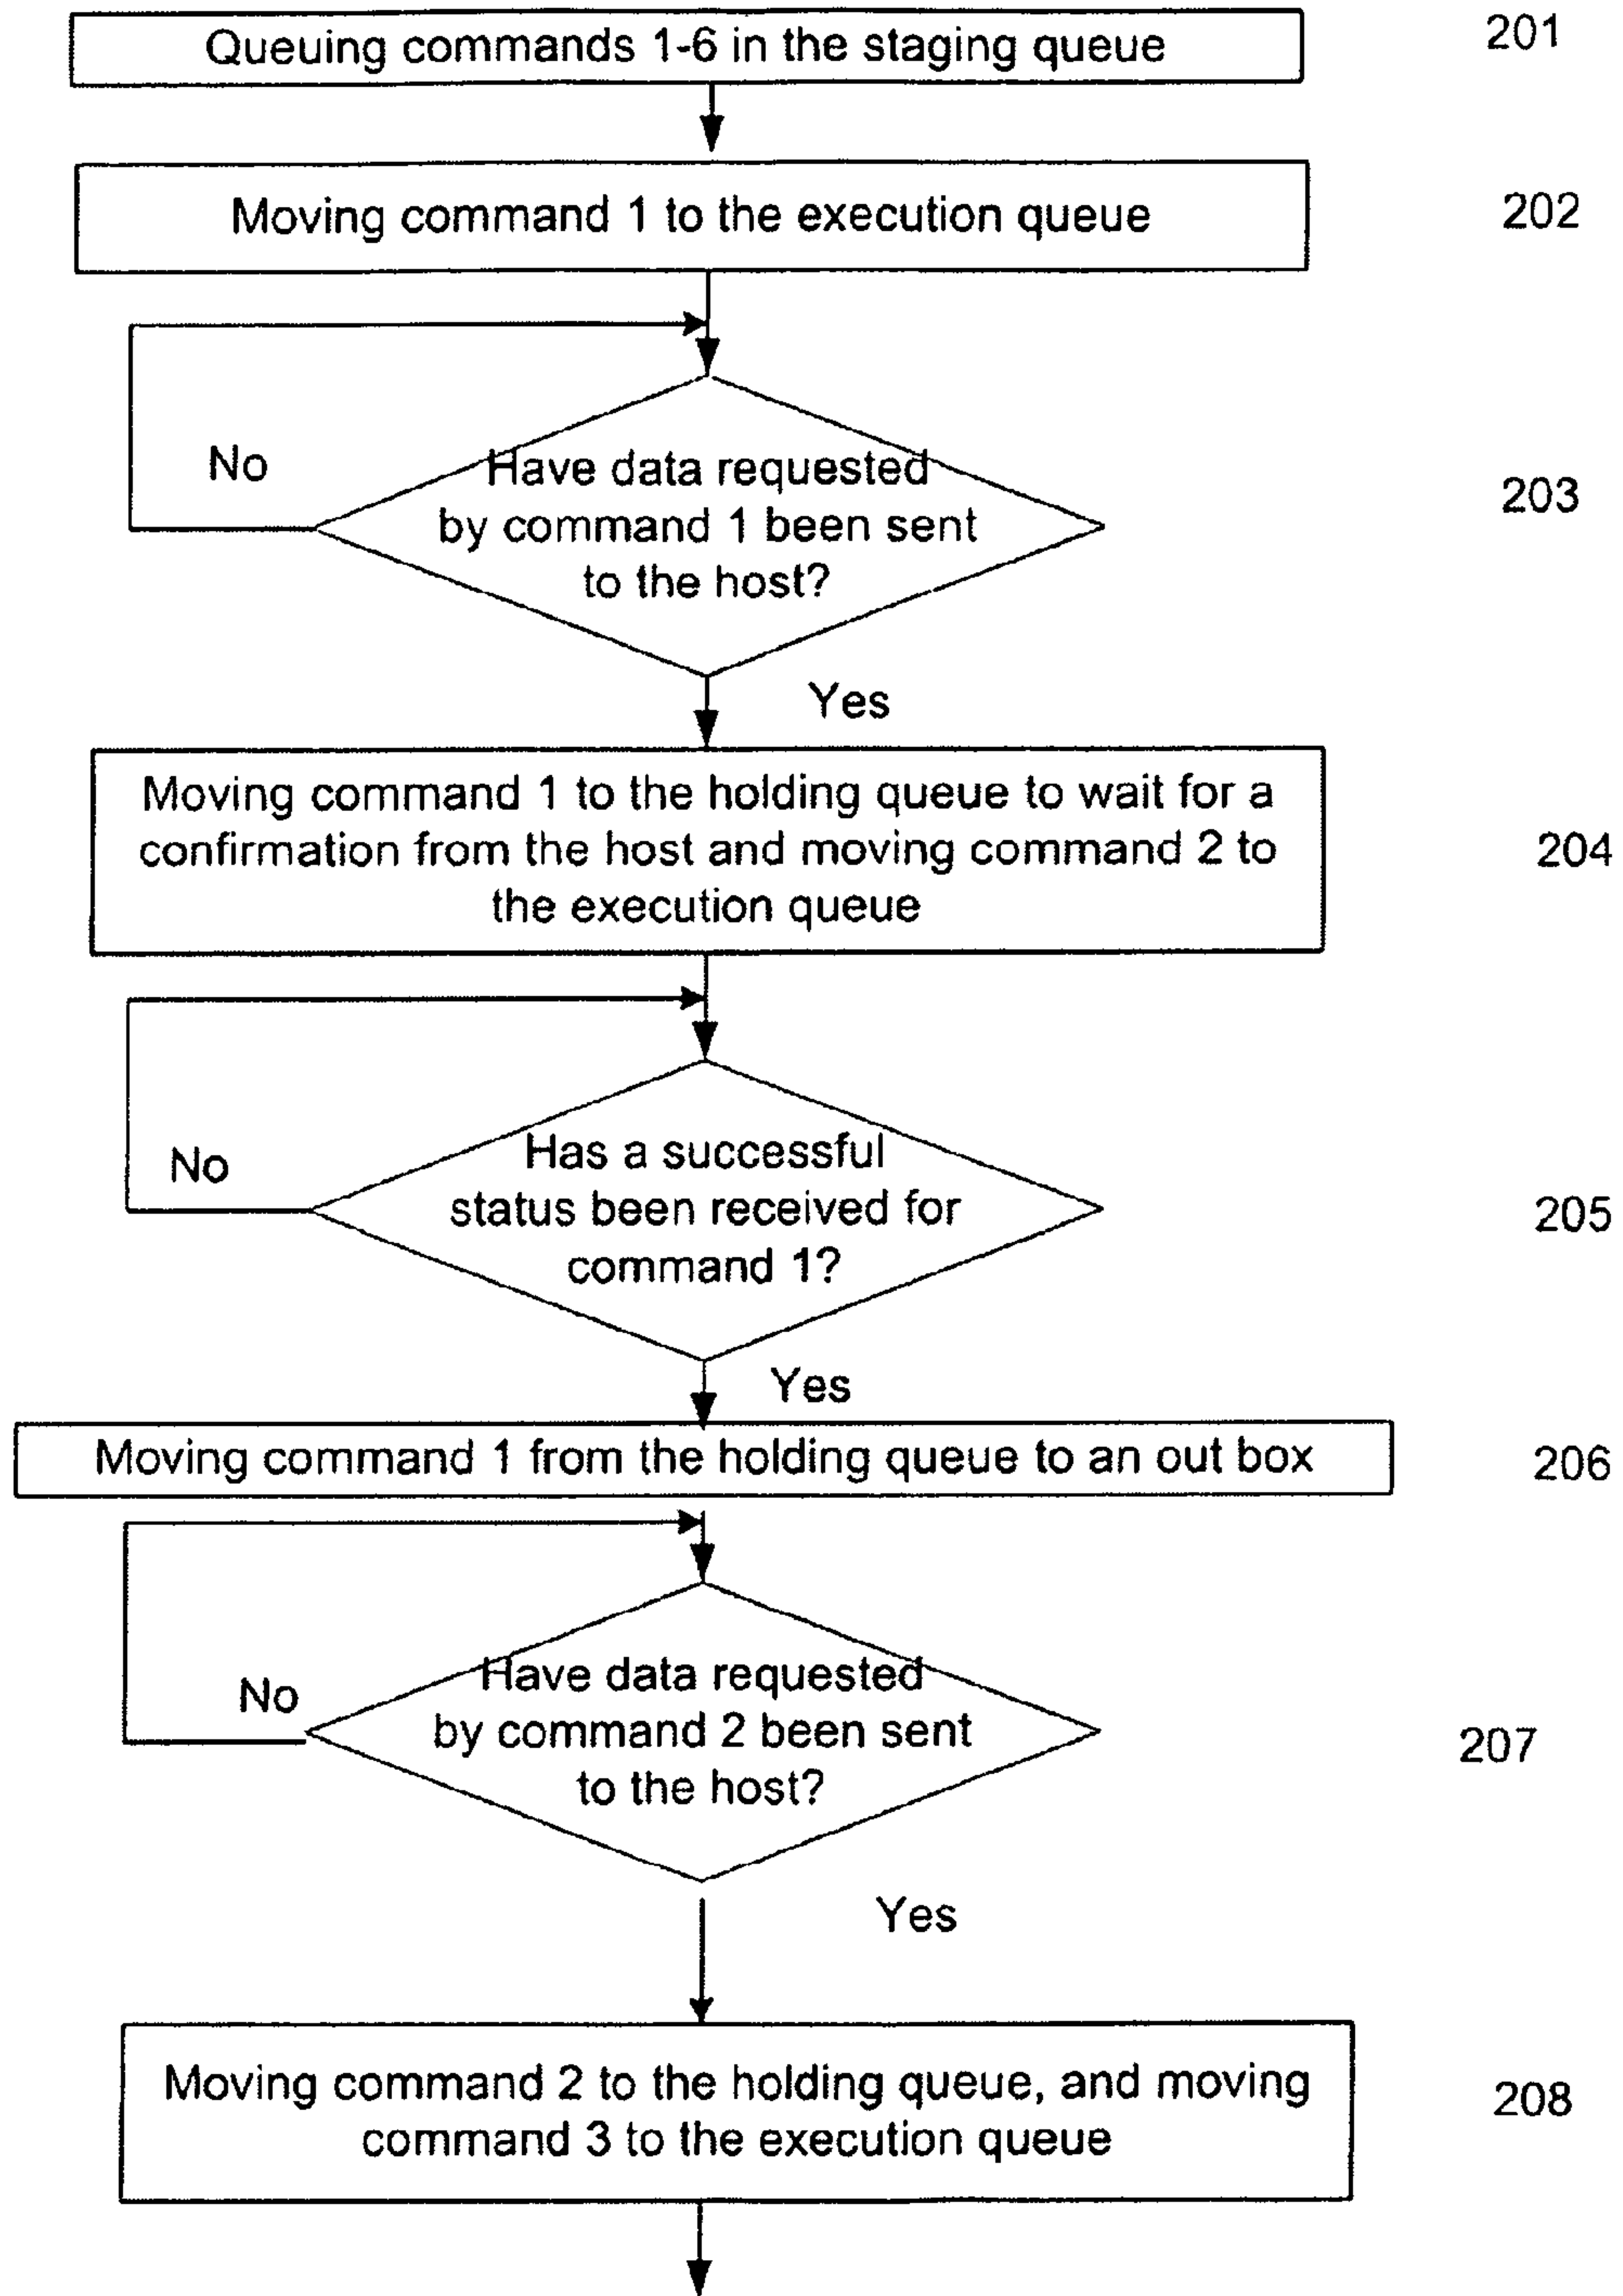 Queuing commands 1-6 in the staging queue
201
Moving command 1 to the execution queue
202
No
Have data requested
by command 1 been sent
to the host?
203
Yes
Moving command 1 to the holding queue to wait for a
confirmation from the host and moving command 2 to
the execution queue
204
No
Has a successful
status been received for
command 1?
205
Yes
Moving command 1 from the holding queue to an out box
206
No
Have data requested
by command 2 been sent
to the host?
207
Yes
Moving command 2 to the holding queue, and moving
command 3 to the execution queue
208